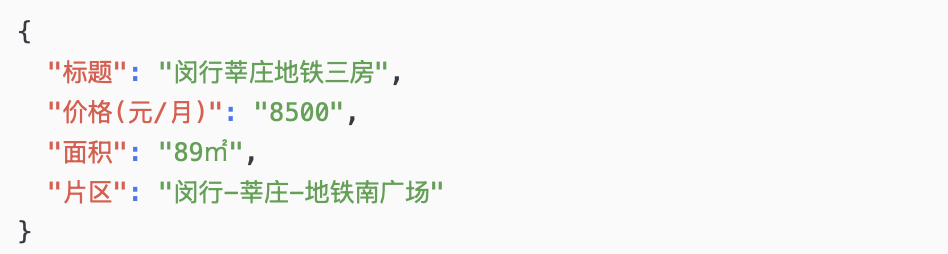 {
"标题": "闵行莘庄地铁三房",
"价格(元/月)": "8500",
"面积": "89㎡",
"片区": "闵行-莘庄-地铁南广场"
}